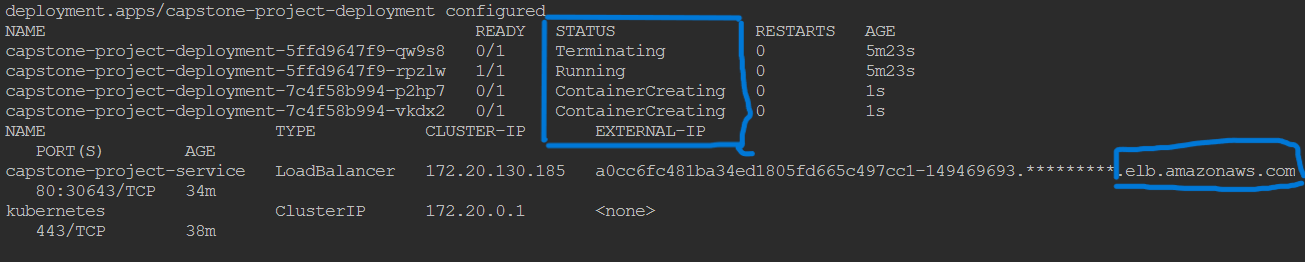 deployment.apps/capstone-project-deployment configured
NAME READY STATUS RESTARTS AGE
capstone-project-deployment-5ffd9647f9-qw9s8 0/1 Terminating 0 5m23s
capstone-project-deployment-5ffd9647f9-rpzlw 1/1 Running 0 5m23s
capstone-project-deployment-7c4f58b994-p2hp7 0/1 ContainerCreating 0 1s
capstone-project-deployment-7c4f58b994-vkdx2 0/1 ContainerCreating 0 1s
NAME TYPE CLUSTER-IP EXTERNAL-IP
PORT(S) AGE
capstone-project-service LoadBalancer 172.20.130.185 a0cc6fc481ba34ed1805fd665c497cc1-149469693.*********.elb.amazonaws.com
80:30643/TCP 34m
kubernetes ClusterIP 172.20.0.1 <none>
443/TCP 38m